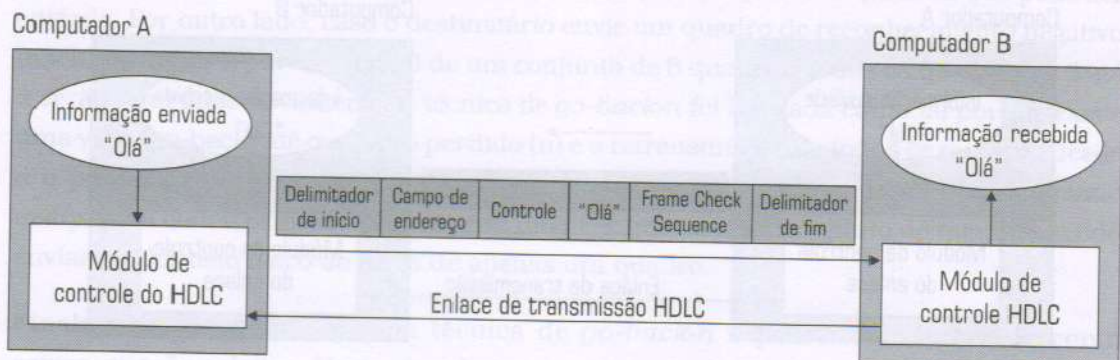 Computador A
Computador B
Informação enviada
"Olá"
Informação recebida
"Olá"
Delimitador
de início
Campo de
endereço
Controle
"Olá"
Frame Check
Sequence
Delimitador
de fim
Módulo de
controle do HDLC
Enlace de transmissão HDLC
Módulo de
controle HDLC